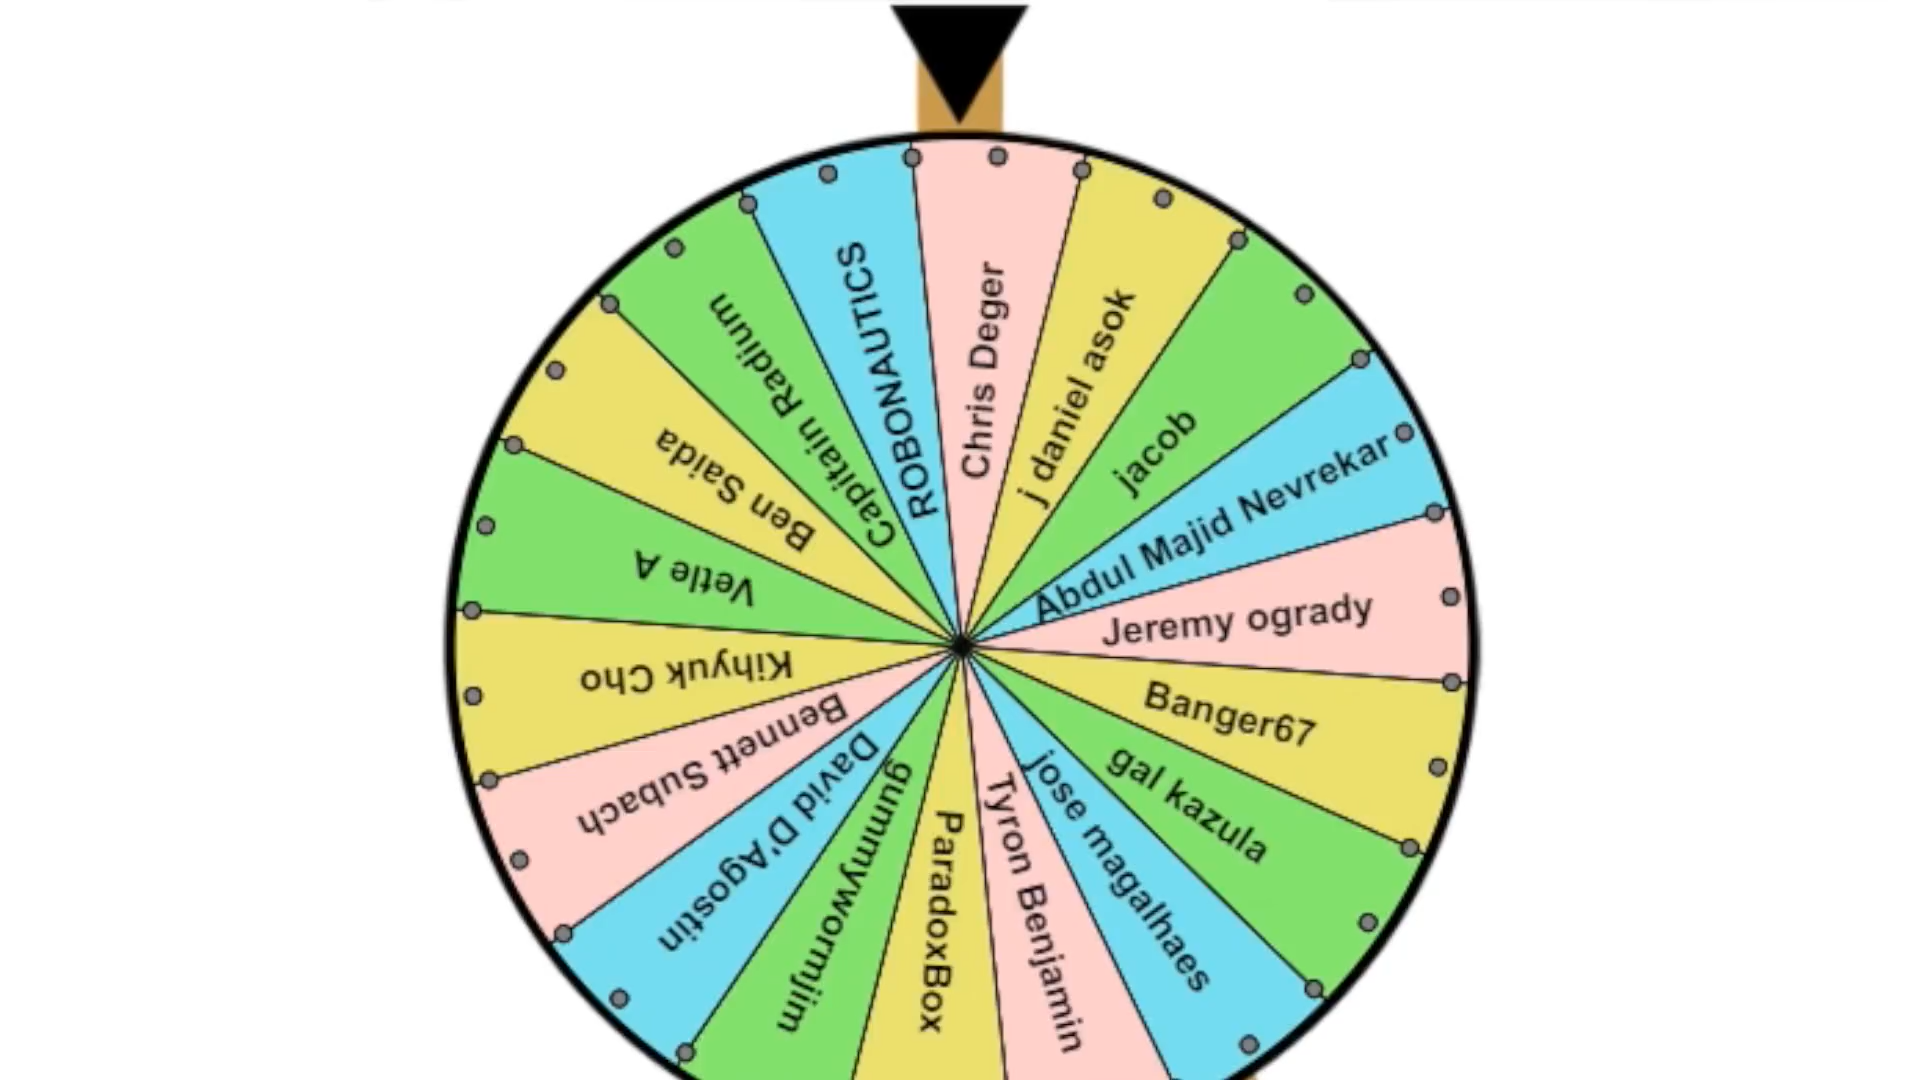 Chris Deger
j daniel asok
jacob
Abdul Majid Nevrekar
Jeremy ogrady
Banger67
gal kazula
jose magalhaes
Tyron Benjamin
ParadoxBox
gummywormjim
David D'Agostin
Bennett Subach
Kihyuk Cho
Vetle A
Ben Saida
Capitain Radium
ROBONAUTICS